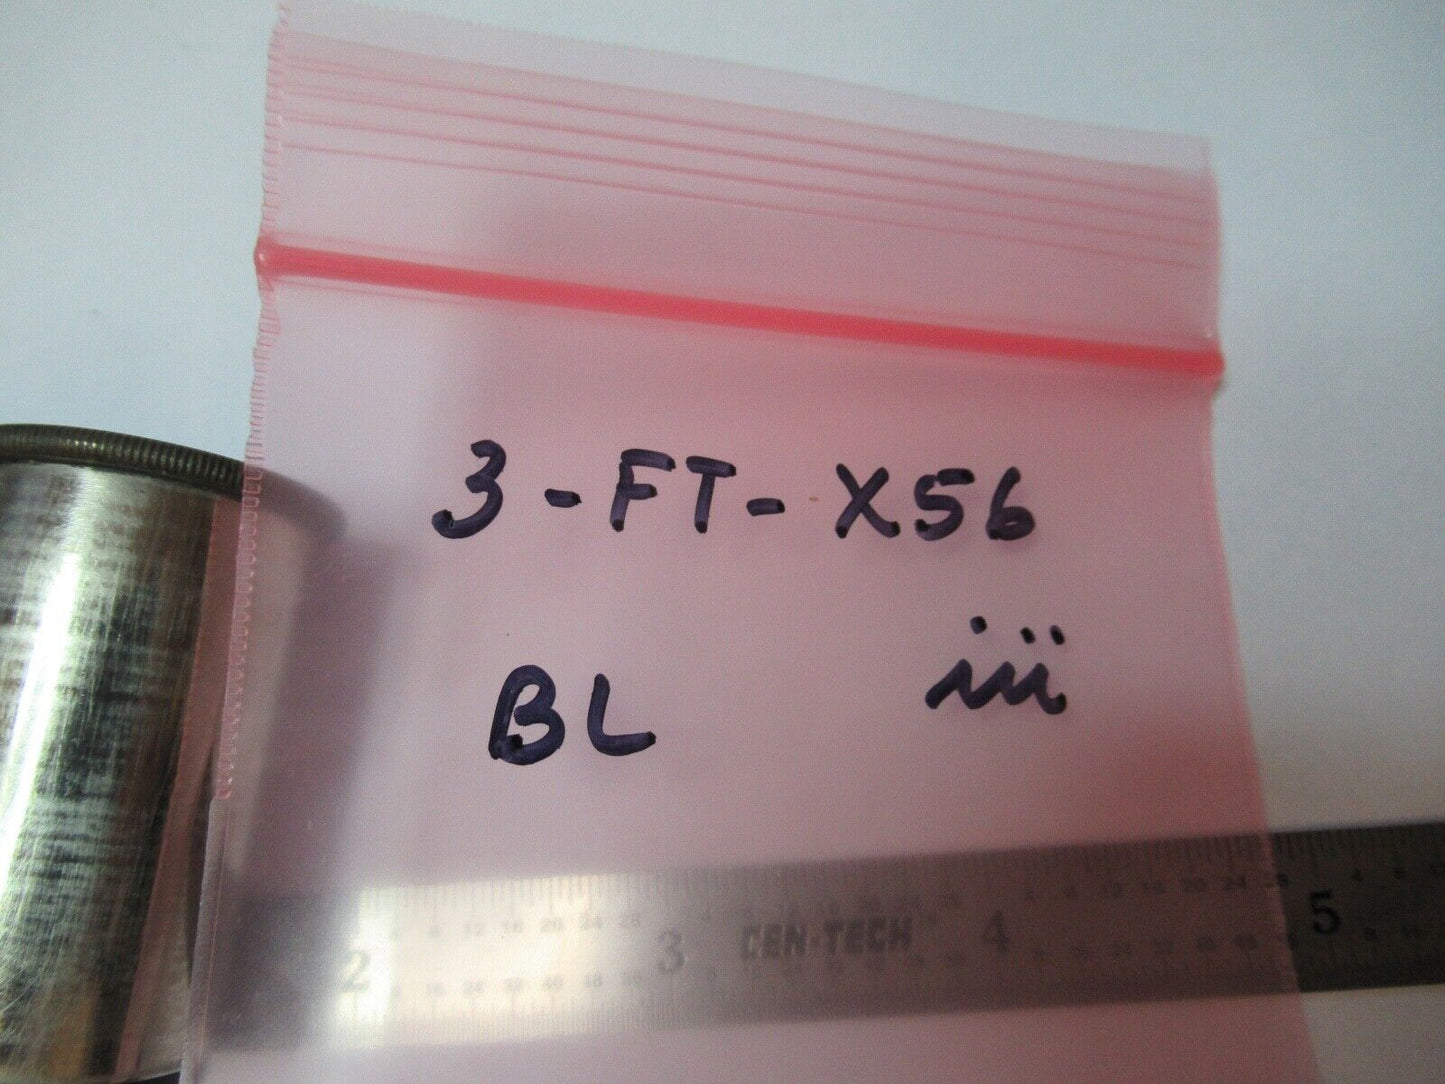 3-FT-X56
BL iii
2 3 CEN-TECH 4 5